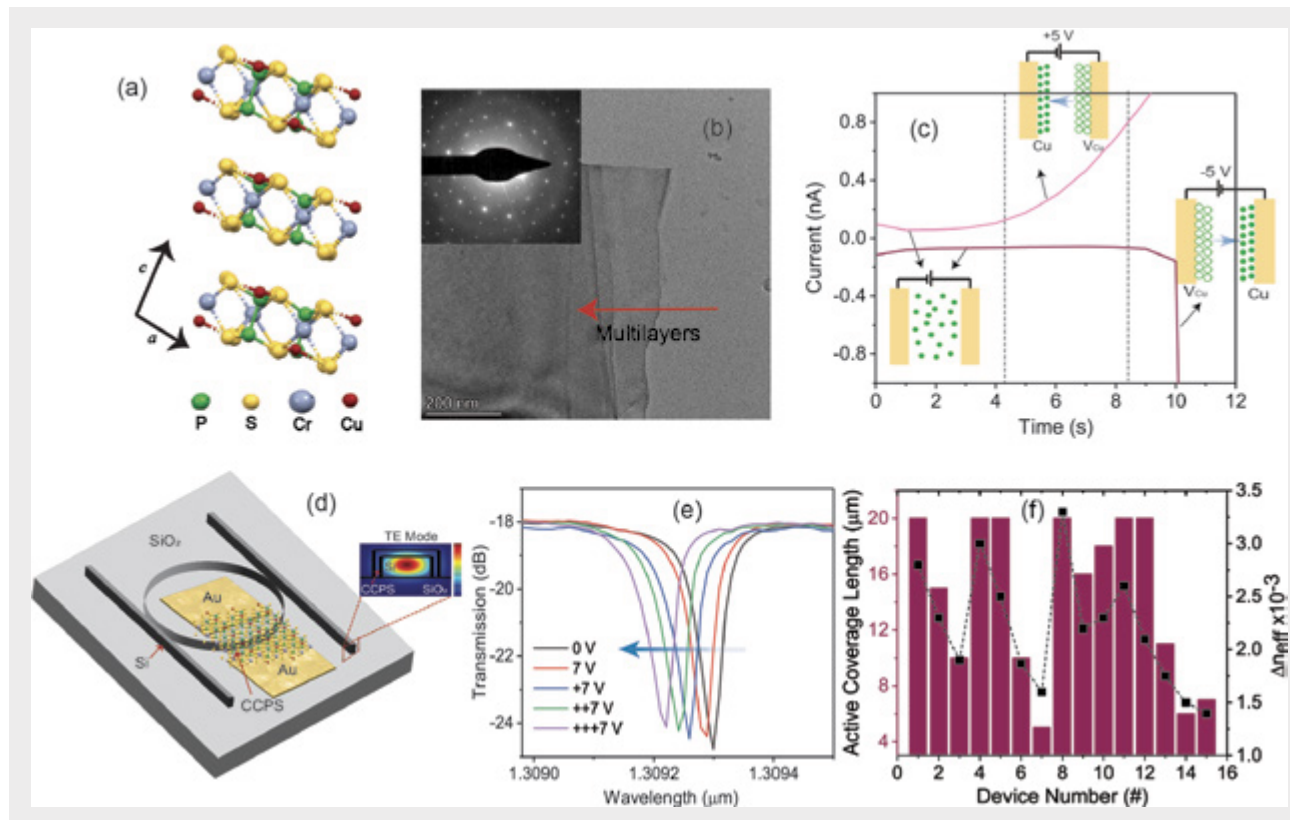 (a)
c
a
P S Cr Cu
(b)
Multilayers
200 nm
(c)
+5 V
Cu
VCu
-5 V
VCu
Cu
Current (nA)
0.8
0.4
0.0
-0.4
-0.8
0 2 4 6 8 10 12
Time (s)
(d)
SiO₂
TE Mode
CCPS SiO₂
Au
Si
Au
CCPS
(e)
Transmission (dB)
-18
-20
-22
-24
0 V
7 V
+7 V
++7 V
+++7 V
1.3090 1.3092 1.3094
Wavelength (μm)
(f)
Active Coverage Length (μm)
20
16
12
8
4
3.5
3.0
2.5
2.0
1.5
1.0
Δneff x10-3
0 2 4 6 8 10 12 14 16
Device Number (#)